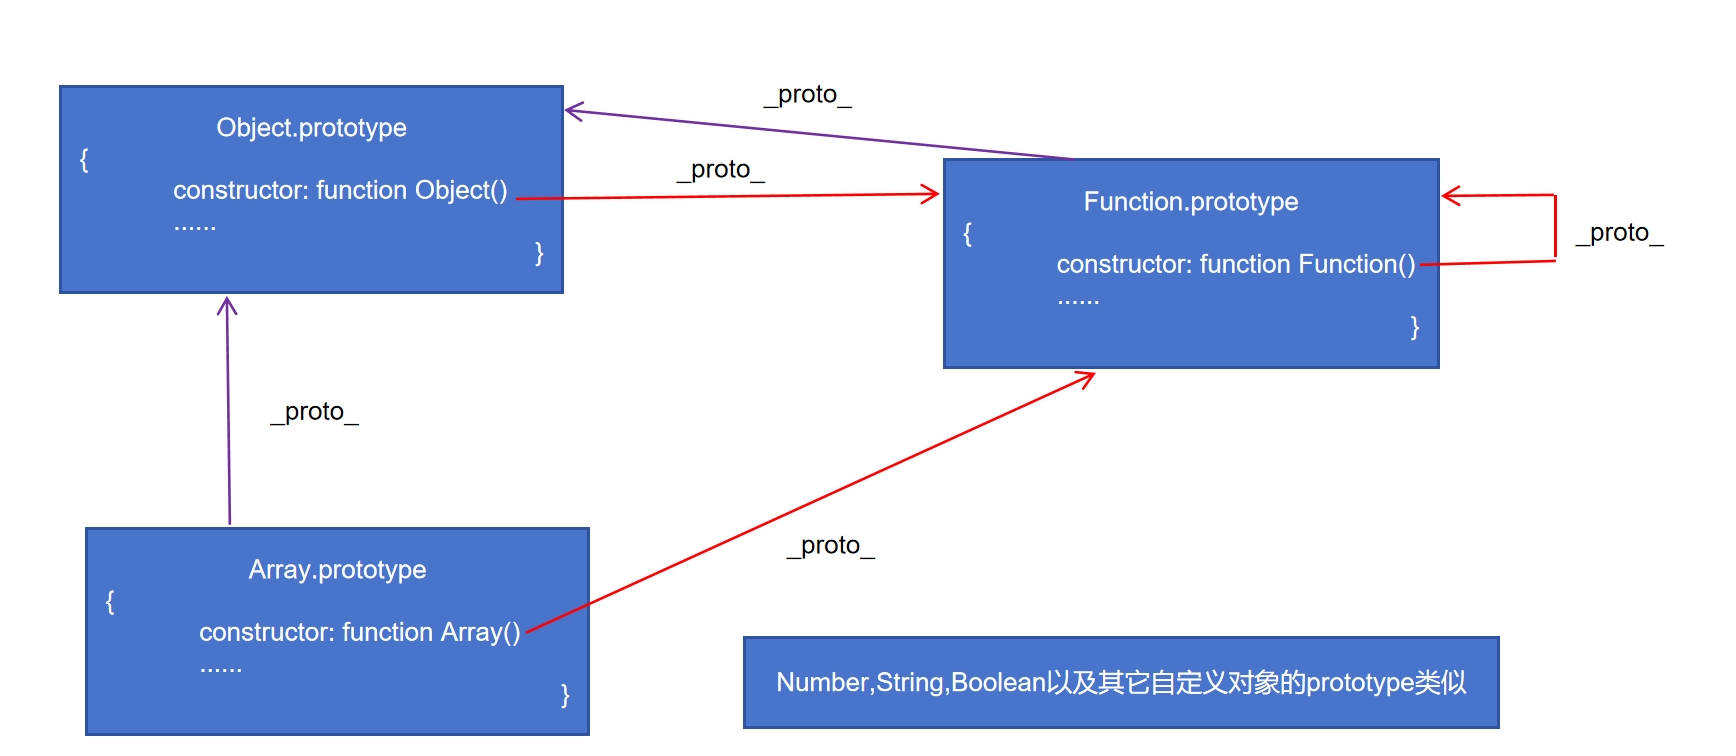 _proto_
Object.prototype
{
constructor: function Object()
......
}
_proto_
Function.prototype
{
constructor: function Function()
......
}
_proto_
_proto_
_proto_
Array.prototype
{
constructor: function Array()
......
}
Number,String,Boolean以及其它自定义对象的prototype类似